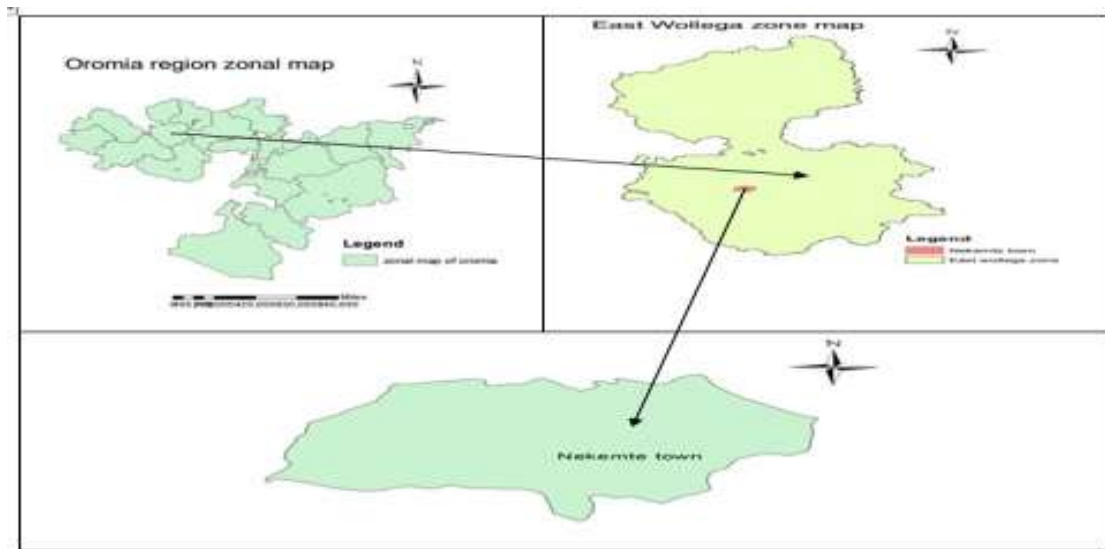 East Wollega zone map
N
Oromia region zonal map
N
Legend
zonal map of oromia
Miles
Legend
Nekemte town
East wollega zone
N
Nekemte town